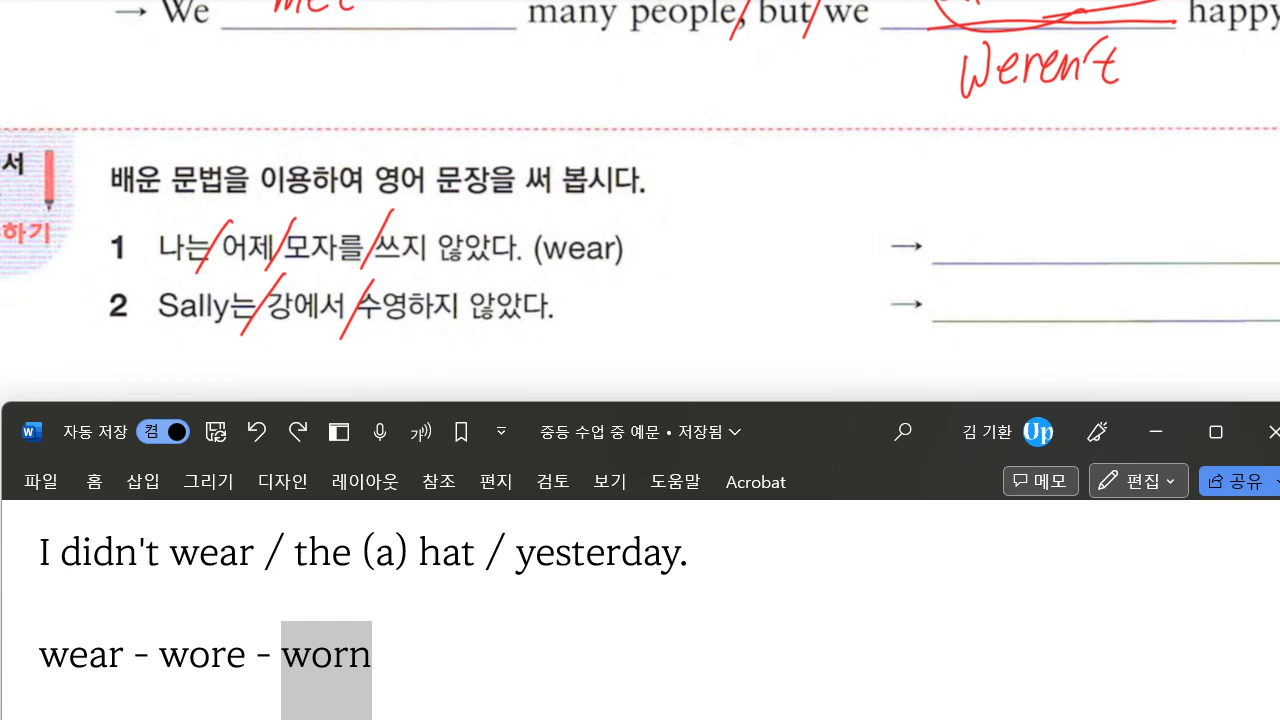 → We met many people, but we happy
weren't
서
하기
배운 문법을 이용하여 영어 문장을 써 봅시다.
1 나는 / 어제 / 모자를 / 쓰지 않았다. (wear) →
2 Sally는 / 강에서 / 수영하지 않았다. →
자동 저장 켬 가)) 중등 수업 중 예문 • 저장됨 김 기환 Up
파일 홈 삽입 그리기 디자인 레이아웃 참조 편지 검토 보기 도움말 Acrobat 메모 편집 공유
I didn't wear / the (a) hat / yesterday.
wear - wore - worn